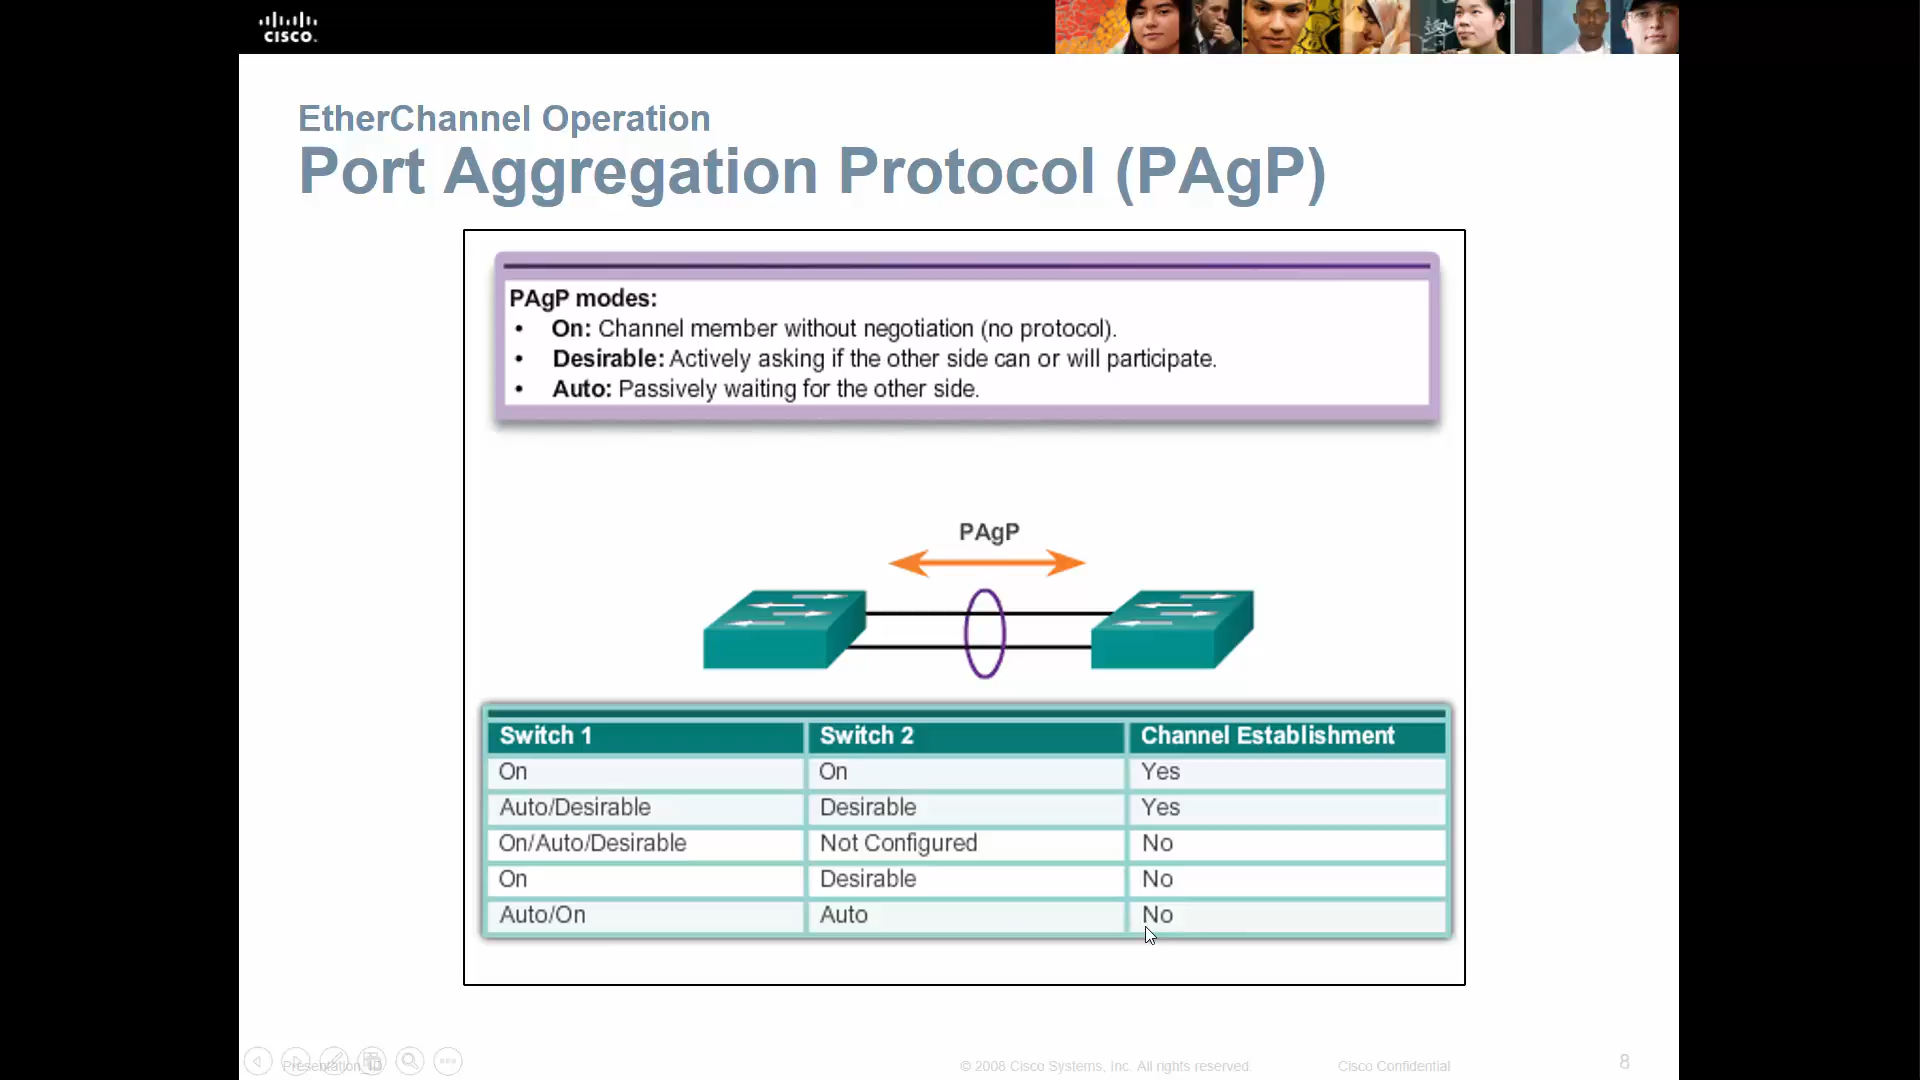 CISCO.
EtherChannel Operation
Port Aggregation Protocol (PAgP)
PAgP modes:
• On: Channel member without negotiation (no protocol).
• Desirable: Actively asking if the other side can or will participate.
• Auto: Passively waiting for the other side.
PAgP
Switch 1 Switch 2 Channel Establishment
On On Yes
Auto/Desirable Desirable Yes
On/Auto/Desirable Not Configured No
On Desirable No
Auto/On Auto No
Presentation_ID © 2008 Cisco Systems, Inc. All rights reserved. Cisco Confidential 8